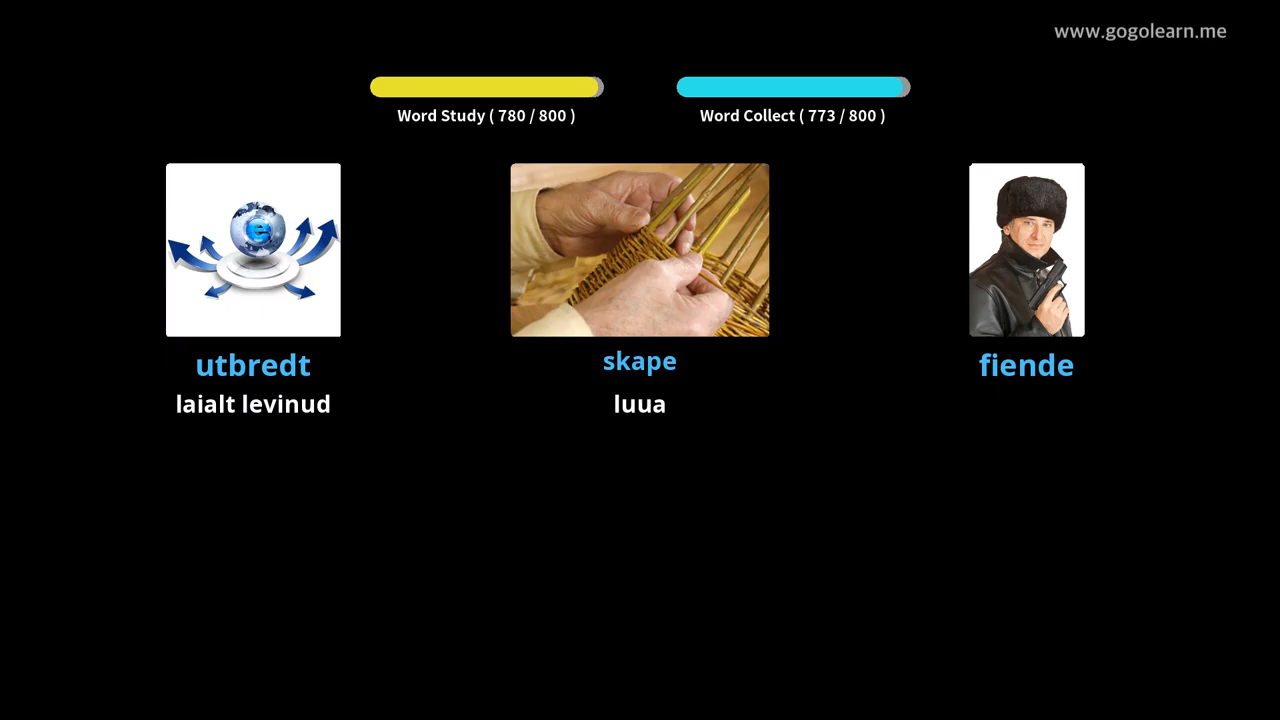 www.gogolearn.me
Word Study ( 780 / 800 )
Word Collect ( 773 / 800 )
utbredt
laialt levinud
skape
luua
fiende